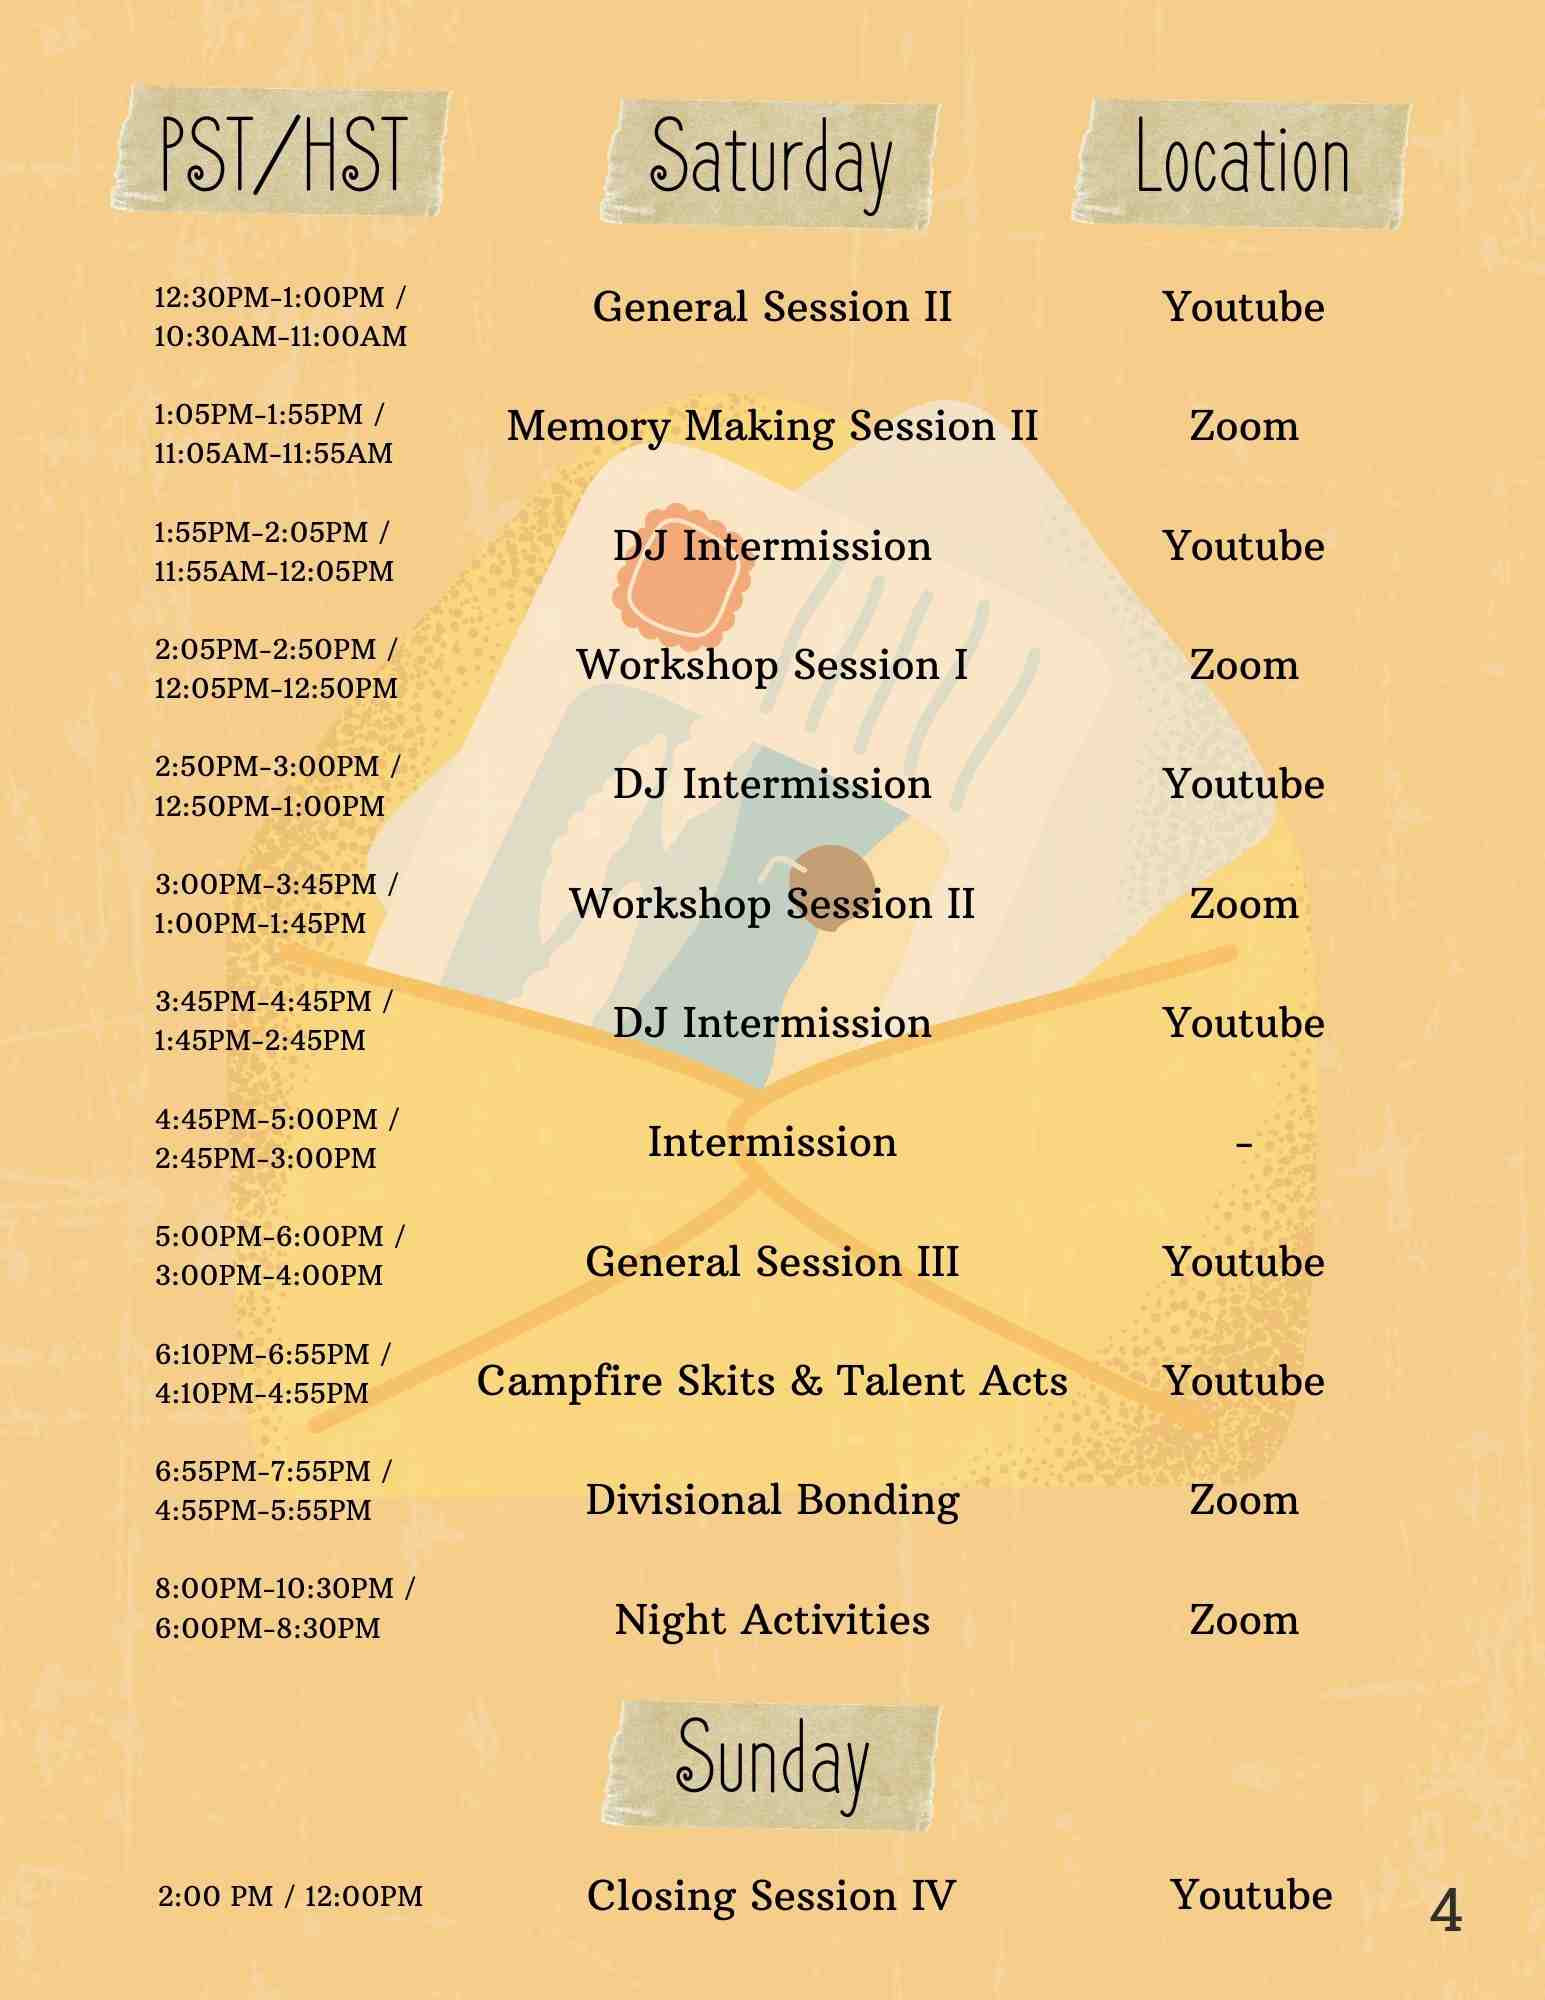 PST/HST Saturday Location
12:30PM-1:00PM /
10:30AM-11:00AM
General Session II Youtube
1:05PM-1:55PM /
11:05AM-11:55AM
Memory Making Session II Zoom
1:55PM-2:05PM /
11:55AM-12:05PM
DJ Intermission Youtube
2:05PM-2:50PM /
12:05PM-12:50PM
Workshop Session I Zoom
2:50PM-3:00PM /
12:50PM-1:00PM
DJ Intermission Youtube
3:00PM-3:45PM /
1:00PM-1:45PM
Workshop Session II Zoom
3:45PM-4:45PM /
1:45PM-2:45PM
DJ Intermission Youtube
4:45PM-5:00PM /
2:45PM-3:00PM
Intermission -
5:00PM-6:00PM /
3:00PM-4:00PM
General Session III Youtube
6:10PM-6:55PM /
4:10PM-4:55PM
Campfire Skits & Talent Acts Youtube
6:55PM-7:55PM /
4:55PM-5:55PM
Divisional Bonding Zoom
8:00PM-10:30PM /
6:00PM-8:30PM
Night Activities Zoom
Sunday
2:00 PM / 12:00PM Closing Session IV Youtube
4